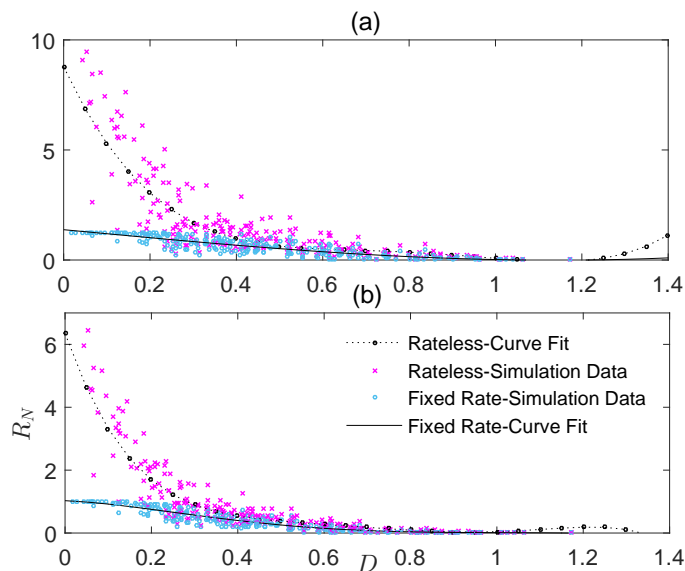 (a)
10
5
0
0 0.2 0.4 0.6 0.8 1 1.2 1.4
(b)
6
4
2
0
0 0.2 0.4 0.6 0.8 1 1.2 1.4
R_N
D
Rateless-Curve Fit
Rateless-Simulation Data
Fixed Rate-Simulation Data
Fixed Rate-Curve Fit